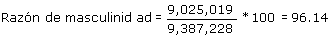 Razón de masculinid ad = 9,025,019 / 9,387,228 * 100 = 96.14